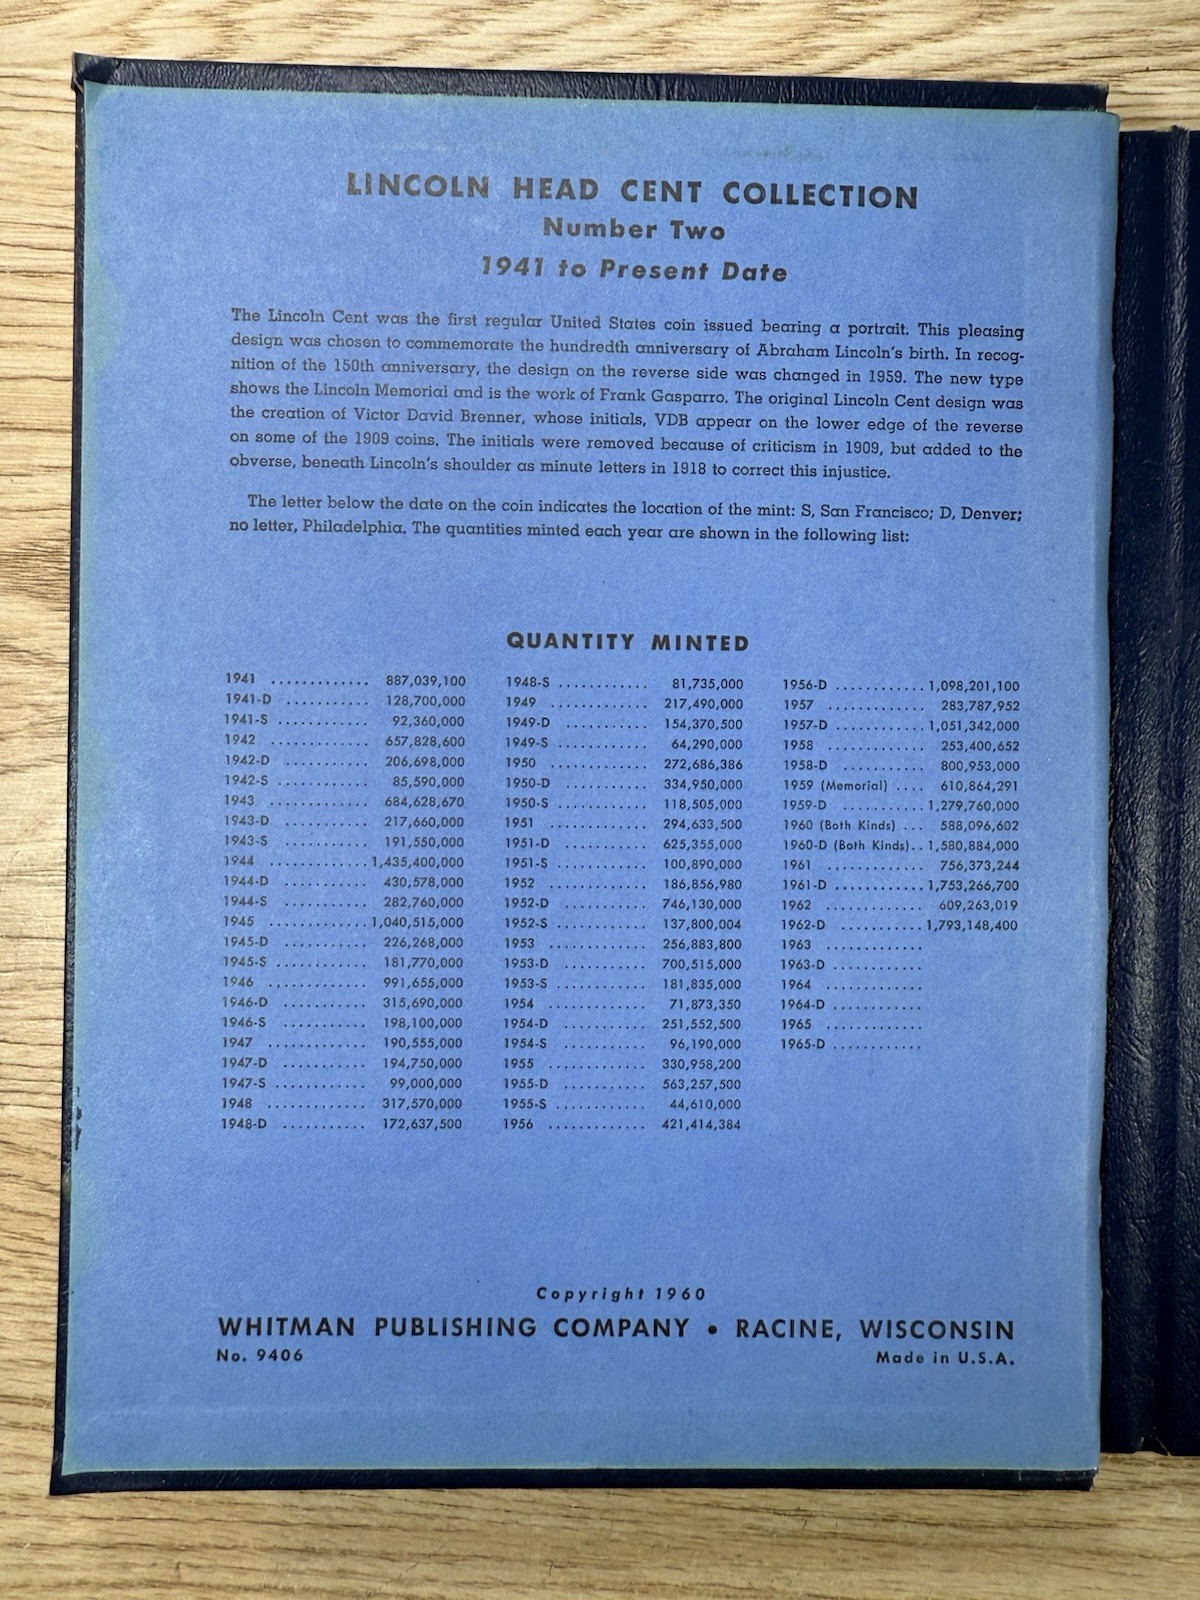 LINCOLN HEAD CENT COLLECTION
Number Two
1941 to Present Date
The Lincoln Cent was the first regular United States coin issued bearing a portrait. This pleasing
design was chosen to commemorate the hundredth anniversary of Abraham Lincoln's birth. In recog-
nition of the 150th anniversary, the design on the reverse side was changed in 1959. The new type
shows the Lincoln Memorial and is the work of Frank Gasparro. The original Lincoln Cent design was
the creation of Victor David Brenner, whose initials, VDB appear on the lower edge of the reverse
on some of the 1909 coins. The initials were removed because of criticism in 1909, but added to the
obverse, beneath Lincoln's shoulder as minute letters in 1918 to correct this injustice.
The letter below the date on the coin indicates the location of the mint: S, San Francisco; D, Denver;
no letter, Philadelphia. The quantities minted each year are shown in the following list:
QUANTITY MINTED
1941 ............. 887,039,100
1941-D ........... 128,700,000
1941-S ............ 92,360,000
1942 ............. 657,828,600
1942-D ........... 206,698,000
1942-S ............ 85,590,000
1943 ............. 684,628,670
1943-D ........... 217,660,000
1943-S ........... 191,550,000
1944 ............. 1,435,400,000
1944-D ........... 430,578,000
1944-S ........... 282,760,000
1945 ............. 1,040,515,000
1945-D ........... 226,268,000
1945-S ............ 181,770,000
1946 ............. 991,655,000
1946-D ........... 315,690,000
1946-S ........... 198,100,000
1947 ............. 190,555,000
1947-D ........... 194,750,000
1947-S ............ 99,000,000
1948 ............. 317,570,000
1948-D ........... 172,637,500
1948-S ............ 81,735,000
1949 ............. 217,490,000
1949-D ........... 154,370,500
1949-S ............ 64,290,000
1950 ............. 272,686,386
1950-D ........... 334,950,000
1950-S ............ 118,505,000
1951 ............. 294,633,500
1951-D ........... 625,355,000
1951-S ............ 100,890,000
1952 ............. 186,856,980
1952-D ........... 746,130,000
1952-S ............ 137,800,004
1953 ............. 256,883,800
1953-D ........... 700,515,000
1953-S ............ 181,835,000
1954 ............. 71,873,350
1954-D ........... 251,552,500
1954-S ........... 96,190,000
1955 ............. 330,958,200
1955-D ........... 563,257,500
1955-S ............ 44,610,000
1956 ............. 421,414,384
1956-D ............ 1,098,201,100
1957 ............. 283,787,952
1957-D ............ 1,051,342,000
1958 ............. 253,400,652
1958-D ........... 800,953,000
1959 (Memorial) .... 610,864,291
1959-D ........... 1,279,760,000
1960 (Both Kinds) ... 588,096,602
1960-D (Both Kinds).. 1,580,884,000
1961 ............. 756,373,244
1961-D ............ 1,753,266,700
1962 ............. 609,263,019
1962-D ........... 1,793,148,400
1963 .............
1963-D ............
1964 .............
1964-D ............
1965 .............
1965-D ............
Copyright 1960
WHITMAN PUBLISHING COMPANY • RACINE, WISCONSIN
No. 9406 Made in U.S.A.